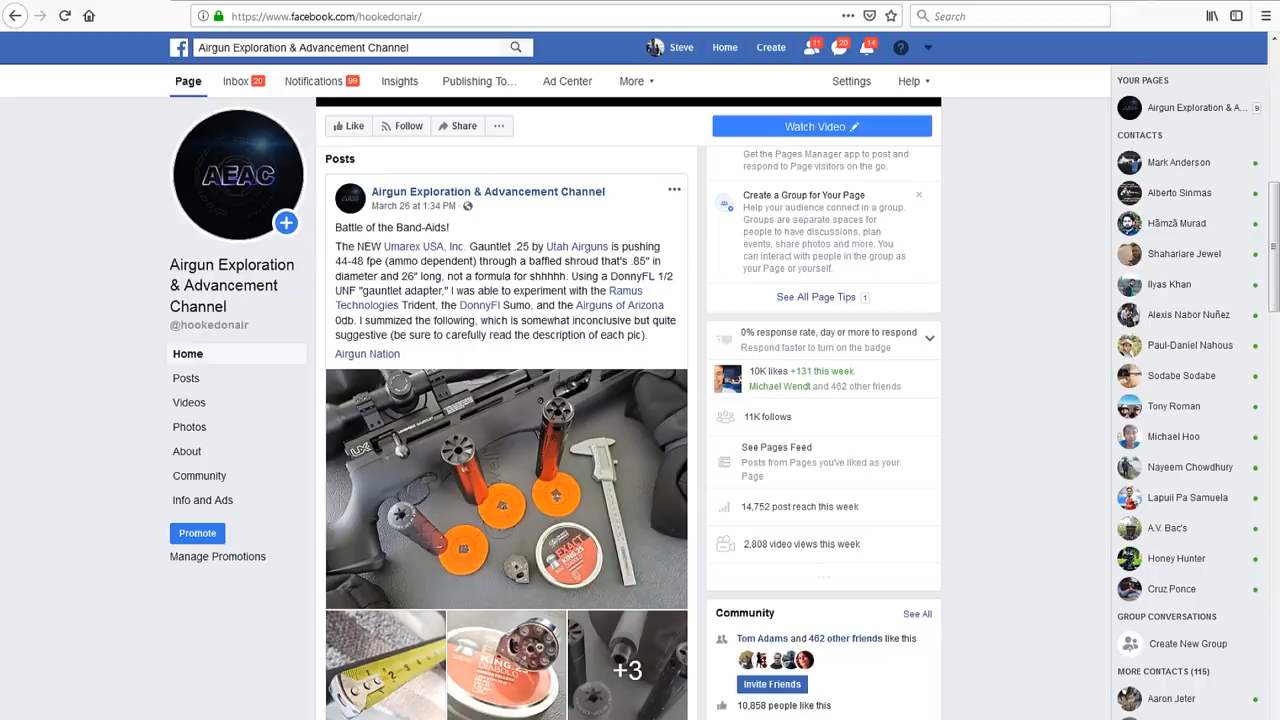 https://www.facebook.com/hookedonair/
Search
Airgun Exploration & Advancement Channel
Steve
Home
Create
11
20
14
Page
Inbox 20
Notifications 99
Insights
Publishing To...
Ad Center
More
Settings
Help
AEAC
Airgun Exploration
& Advancement
Channel
@hookedonair
Home
Posts
Videos
Photos
About
Community
Info and Ads
Promote
Manage Promotions
Like
Follow
Share
Watch Video
Posts
Airgun Exploration & Advancement Channel
March 26 at 1:34 PM
Battle of the Band-Aids!
The NEW Umarex USA, Inc. Gauntlet .25 by Utah Airguns is pushing
44-48 fpe (ammo dependent) through a baffled shroud that's .85" in
diameter and 26" long, not a formula for shhhhh. Using a DonnyFL 1/2
UNF "gauntlet adapter," I was able to experiment with the Ramus
Technologies Trident, the DonnyFl Sumo, and the Airguns of Arizona
0db. I summized the following, which is somewhat inconclusive but quite
suggestive (be sure to carefully read the description of each pic).
Airgun Nation
EXACT
KING 25
KING 25
DIABOLO
+3
Get the Pages Manager app to post and
respond to Page visitors on the go.
Create a Group for Your Page
Help your audience connect in a group.
Groups are separate spaces for
people to have discussions, plan
events, share photos and more. You
can interact with people in the group as
your Page or yourself.
See All Page Tips 1
0% response rate, day or more to respond
Respond faster to turn on the badge
10K likes +131 this week
Michael Wendt and 462 other friends
11K follows
See Pages Feed
Posts from Pages you've liked as your
Page
14,752 post reach this week
2,808 video views this week
Community
See All
Tom Adams and 462 other friends like this
Invite Friends
10,858 people like this
YOUR PAGES
Airgun Exploration & A... 9
CONTACTS
Mark Anderson
Alberto Sinmas
Hãmzã Murad
Shahariare Jewel
Ilyas Khan
Alexis Nabor Nuñez
Paul-Daniel Nahous
Sodabe Sodabe
Tony Roman
Michael Hoo
Nayeem Chowdhury
Lapuii Pa Samuela
A.V. Bac's
Honey Hunter
Cruz Ponce
GROUP CONVERSATIONS
Create New Group
MORE CONTACTS (115)
Aaron Jeter